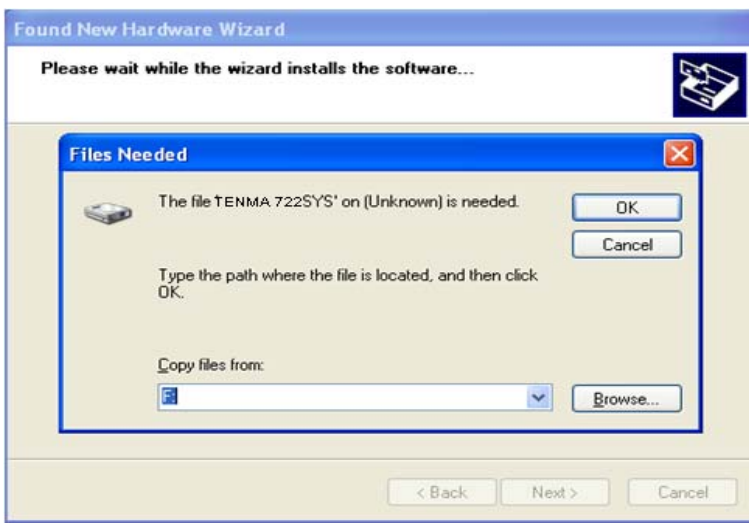 Found New Hardware Wizard
Please wait while the wizard installs the software...
Files Needed
The file 'TENMA 722SYS' on (Unknown) is needed.
OK
Cancel
Type the path where the file is located, and then click
OK.
Copy files from:
Browse...
< Back
Next >
Cancel